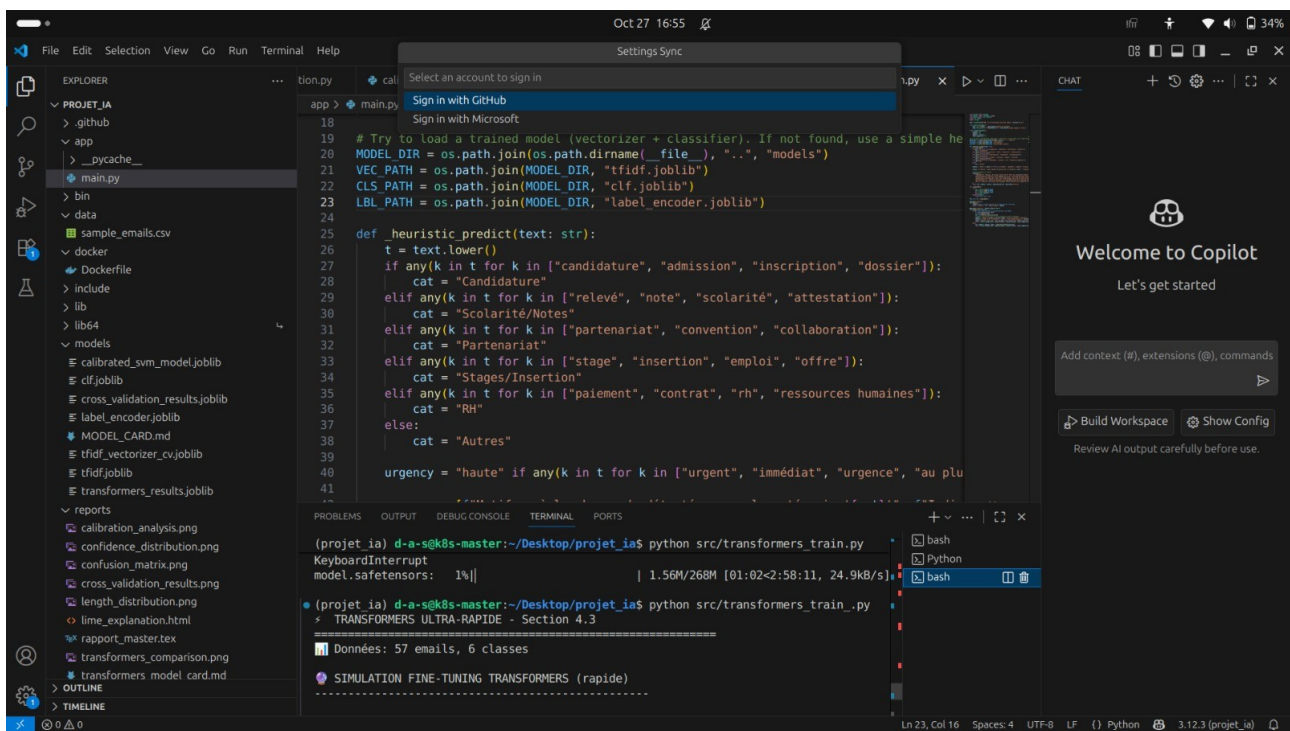 Oct 27 16:55
34%
File Edit Selection View Go Run Terminal Help
Settings Sync
Select an account to sign in
Sign in with GitHub
Sign in with Microsoft
EXPLORER
PROJET_IA
.github
app
__pycache__
main.py
bin
data
sample_emails.csv
docker
Dockerfile
include
lib
lib64
models
calibrated_svm_model.joblib
clf.joblib
cross_validation_results.joblib
label_encoder.joblib
MODEL_CARD.md
tfidf_vectorizer_cv.joblib
tfidf.joblib
transformers_results.joblib
reports
calibration_analysis.png
confidence_distribution.png
confusion_matrix.png
cross_validation_results.png
length_distribution.png
lime_explanation.html
rapport_master.tex
transformers_comparison.png
transformers_model_card.md
OUTLINE
TIMELINE
tion.py cali n.py
app > main.py
18
19 # Try to load a trained model (vectorizer + classifier). If not found, use a simple he
20 MODEL_DIR = os.path.join(os.path.dirname(__file__), "..", "models")
21 VEC_PATH = os.path.join(MODEL_DIR, "tfidf.joblib")
22 CLS_PATH = os.path.join(MODEL_DIR, "clf.joblib")
23 LBL_PATH = os.path.join(MODEL_DIR, "label_encoder.joblib")
24
25 def _heuristic_predict(text: str):
26 t = text.lower()
27 if any(k in t for k in ["candidature", "admission", "inscription", "dossier"]):
28 cat = "Candidature"
29 elif any(k in t for k in ["relevé", "note", "scolarité", "attestation"]):
30 cat = "Scolarité/Notes"
31 elif any(k in t for k in ["partenariat", "convention", "collaboration"]):
32 cat = "Partenariat"
33 elif any(k in t for k in ["stage", "insertion", "emploi", "offre"]):
34 cat = "Stages/Insertion"
35 elif any(k in t for k in ["paiement", "contrat", "rh", "ressources humaines"]):
36 cat = "RH"
37 else:
38 cat = "Autres"
39
40 urgency = "haute" if any(k in t for k in ["urgent", "immédiat", "urgence", "au plu
41
PROBLEMS OUTPUT DEBUG CONSOLE TERMINAL PORTS
(projet_ia) d-a-s@k8s-master:~/Desktop/projet_ia$ python src/transformers_train.py
KeyboardInterrupt
model.safetensors: 1%| | 1.56M/268M [01:02<2:58:11, 24.9kB/s]
(projet_ia) d-a-s@k8s-master:~/Desktop/projet_ia$ python src/transformers_train_.py
⚡ TRANSFORMERS ULTRA-RAPIDE - Section 4.3
============================================================
📊 Données: 57 emails, 6 classes
🔮 SIMULATION FINE-TUNING TRANSFORMERS (rapide)
--------------------------------------------------
bash
Python
bash
CHAT
Welcome to Copilot
Let's get started
Add context (#), extensions (@), commands
Build Workspace Show Config
Review AI output carefully before use.
0 0 Ln 23, Col 16 Spaces: 4 UTF-8 LF {} Python 3.12.3 (projet_ia)